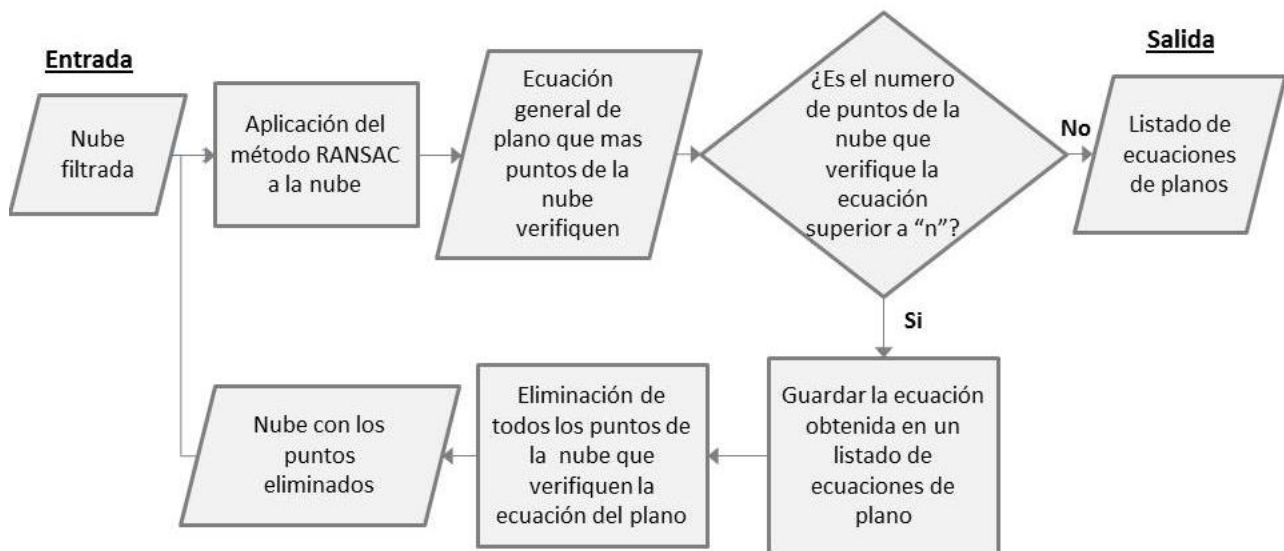 Entrada
Nube
filtrada
Aplicación del
método RANSAC
a la nube
Ecuación
general de
plano que mas
puntos de la
nube
verifiquen
¿Es el numero
de puntos de la
nube que
verifique la
ecuación
superior a “n”?
No
Salida
Listado de
ecuaciones
de planos
Si
Guardar la ecuación
obtenida en un
listado de
ecuaciones de
plano
Eliminación de
todos los puntos de
la nube que
verifiquen la
ecuación del plano
Nube con los
puntos
eliminados